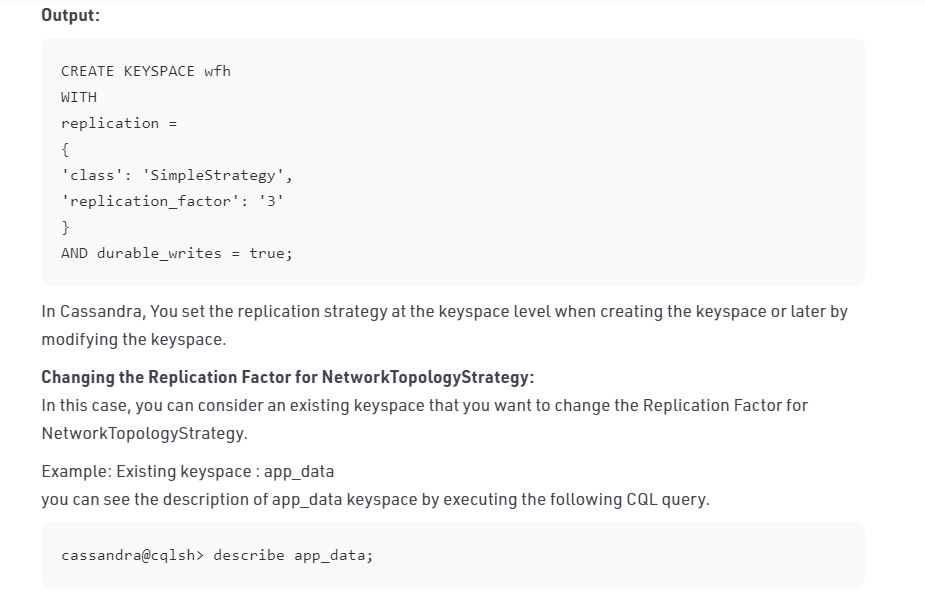 Output:
CREATE KEYSPACE wfh
WITH
replication =
{
'class': 'SimpleStrategy',
'replication_factor': '3'
}
AND durable_writes = true;
In Cassandra, You set the replication strategy at the keyspace level when creating the keyspace or later by
modifying the keyspace.
Changing the Replication Factor for NetworkTopologyStrategy:
In this case, you can consider an existing keyspace that you want to change the Replication Factor for
NetworkTopologyStrategy.
Example: Existing keyspace : app_data
you can see the description of app_data keyspace by executing the following CQL query.
cassandra@cqlsh> describe app_data;